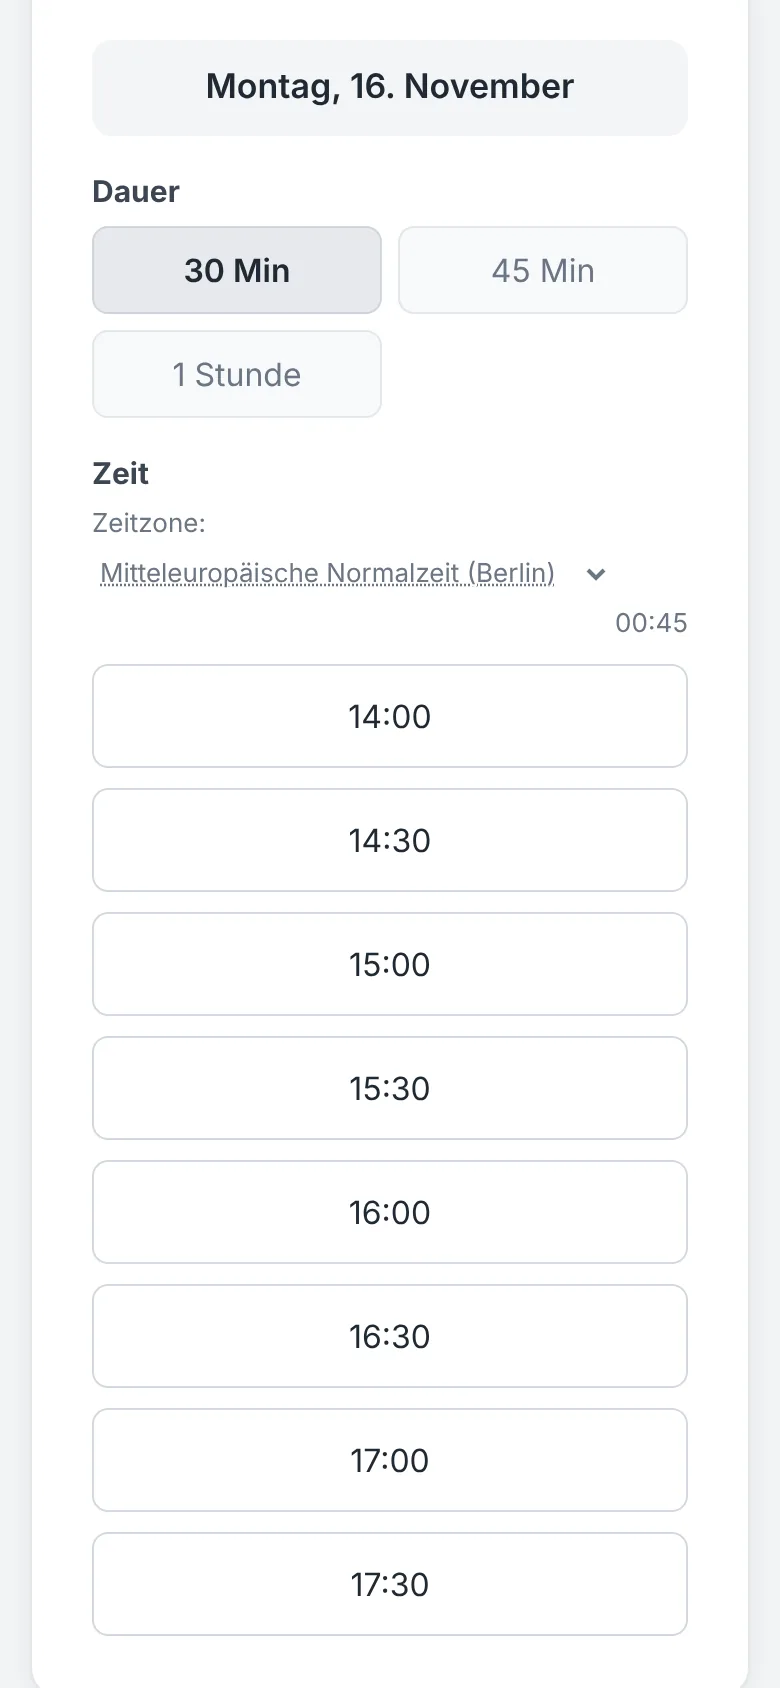 Montag, 16. November
Dauer
30 Min
45 Min
1 Stunde
Zeit
Zeitzone:
Mitteleuropäische Normalzeit (Berlin)
00:45
14:00
14:30
15:00
15:30
16:00
16:30
17:00
17:30